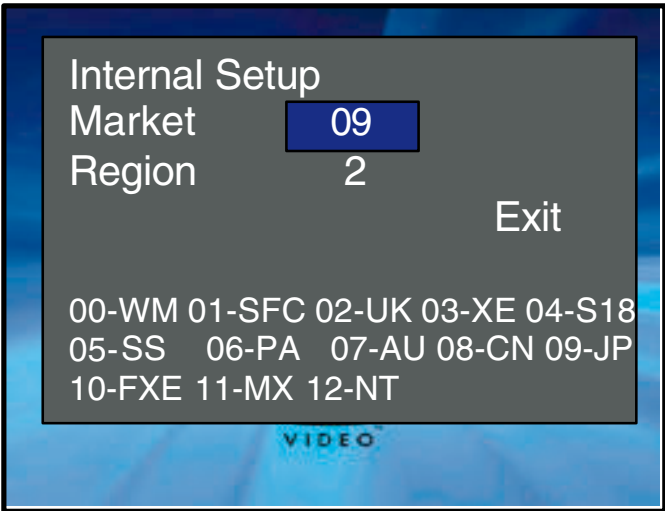 Internal Setup
Market 09
Region 2
Exit
00-WM 01-SFC 02-UK 03-XE 04-S18
05-SS 06-PA 07-AU 08-CN 09-JP
10-FXE 11-MX 12-NT
VIDEO